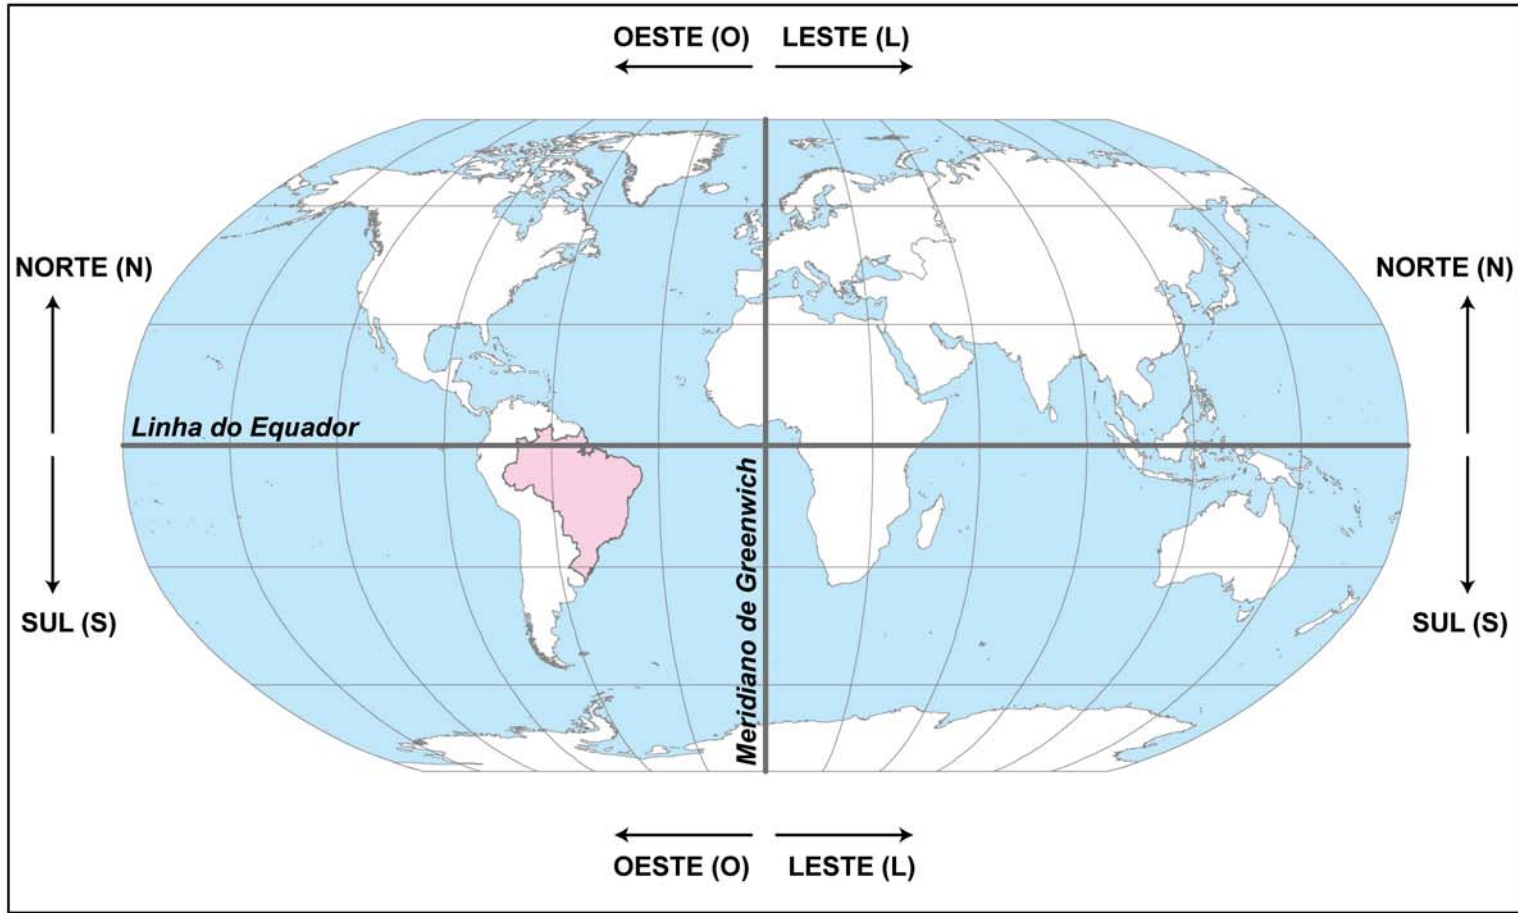 OESTE (O) LESTE (L)
NORTE (N) NORTE (N)
Linha do Equador
Meridiano de Greenwich
SUL (S) SUL (S)
OESTE (O) LESTE (L)